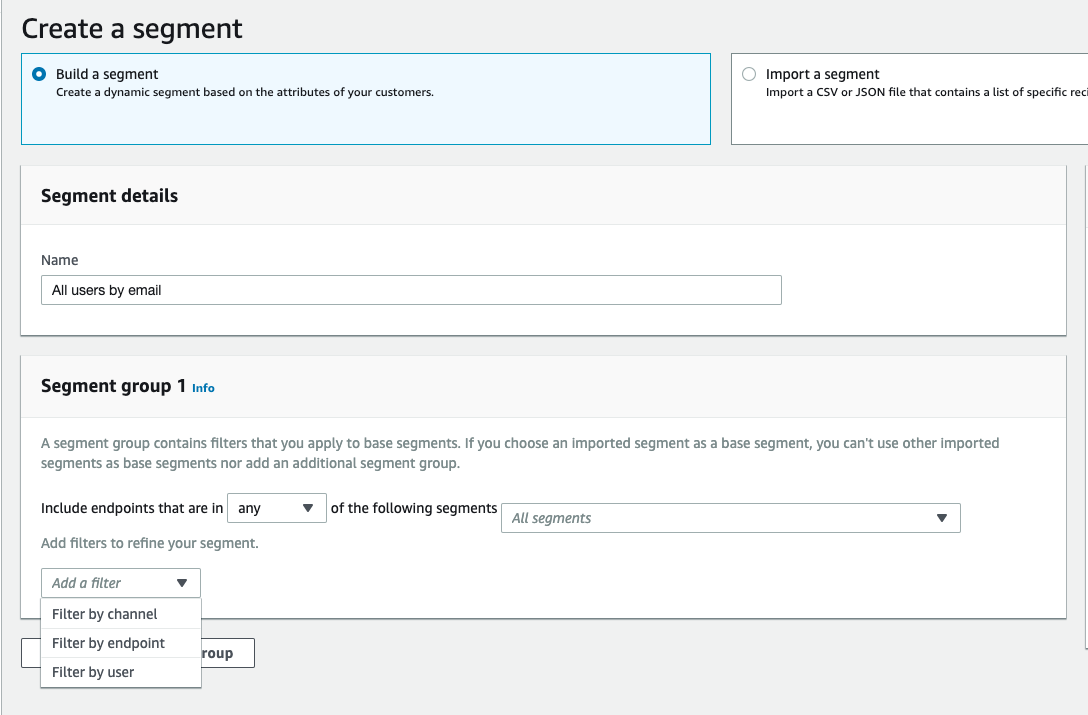 Create a segment
Build a segment
Create a dynamic segment based on the attributes of your customers.
Import a segment
Import a CSV or JSON file that contains a list of specific
Segment details
Name
All users by email
Segment group 1 Info
A segment group contains filters that you apply to base segments. If you choose an imported segment as a base segment, you can't use other imported
segments as base segments nor add an additional segment group.
Include endpoints that are in any of the following segments All segments
Add filters to refine your segment.
Add a filter
Filter by channel
Filter by endpoint
Filter by user